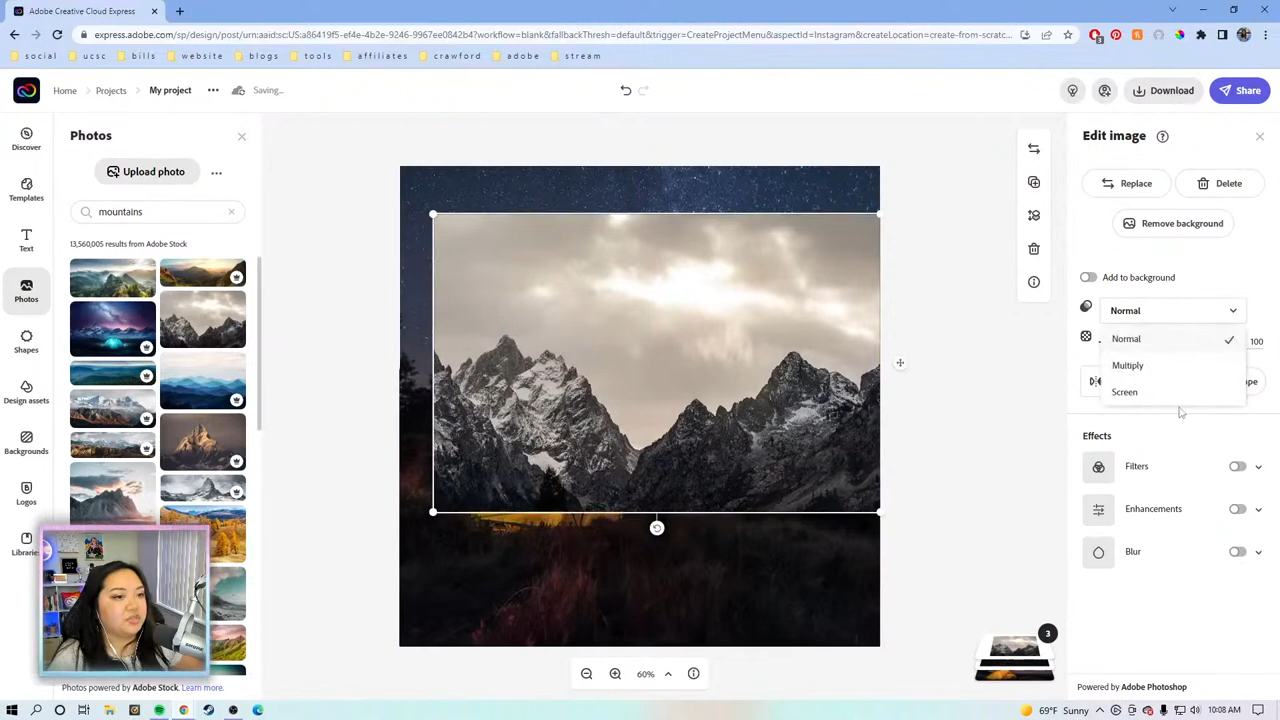 Adobe Creative Cloud Express
express.adobe.com/sp/design/post/urn:aaid:sc:US:a86419f5-ef4e-4b2e-9246-9967ee0842b4?workflow=blank&fallbackThresh=default&trigger=CreateProjectMenu&aspectId=Instagram&createLocation=create-from-scratc...
3
social ucsc bills website blogs tools affiliates crawford adobe stream
Home Projects My project Saving... Download Share
Discover
Templates
Text
Photos
Shapes
Design assets
Backgrounds
Logos
Libraries
Photos
Upload photo
mountains
13,560,005 results from Adobe Stock
Photos powered by Adobe Stock. Learn more.
60%
3
Edit image
Replace Delete
Remove background
Add to background
Normal
100
Normal
Multiply
Screen
pe
Effects
Filters
Enhancements
Blur
Powered by Adobe Photoshop
69°F Sunny 10:08 AM